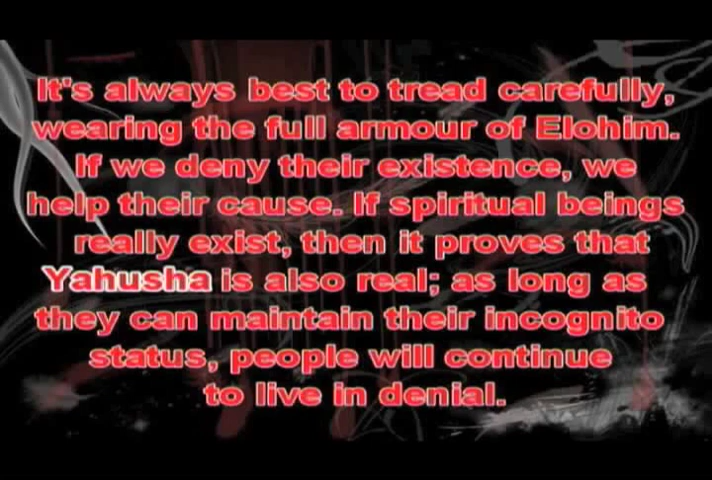 It's always best to tread carefully,
wearing the full armour of Elohim.
If we deny their existence, we
help their cause. If spiritual beings
really exist, then it proves that
Yahusha is also real; as long as
they can maintain their incognito
status, people will continue
to live in denial.